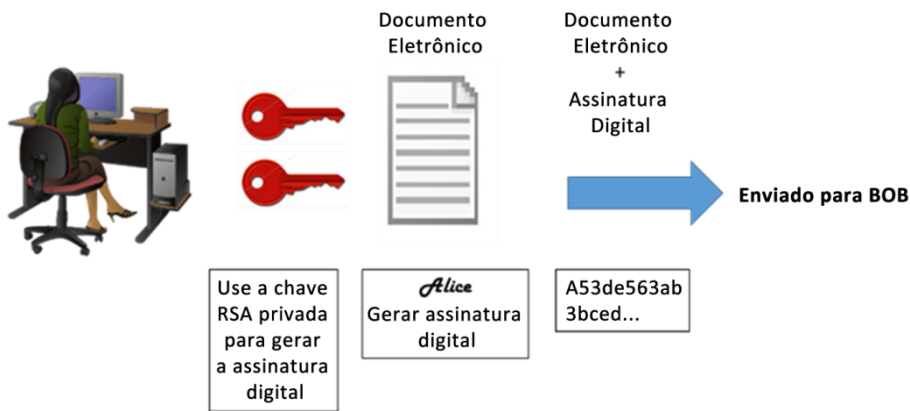 Documento
Eletrônico
Documento
Eletrônico
+
Assinatura
Digital
Enviado para BOB
Use a chave
RSA privada
para gerar
a assinatura
digital
Alice
Gerar assinatura
digital
A53de563ab
3bced...